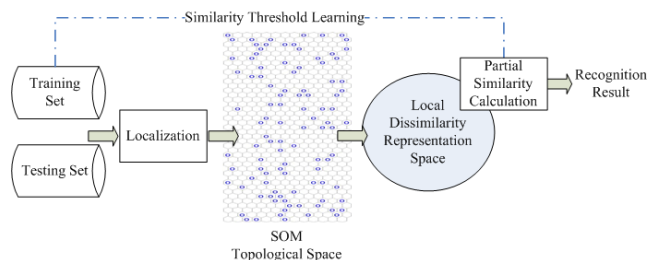 Similarity Threshold Learning
Training
Set
Testing Set
Localization
SOM
Topological Space
Local
Dissimilarity
Representation
Space
Partial
Similarity
Calculation
Recognition
Result